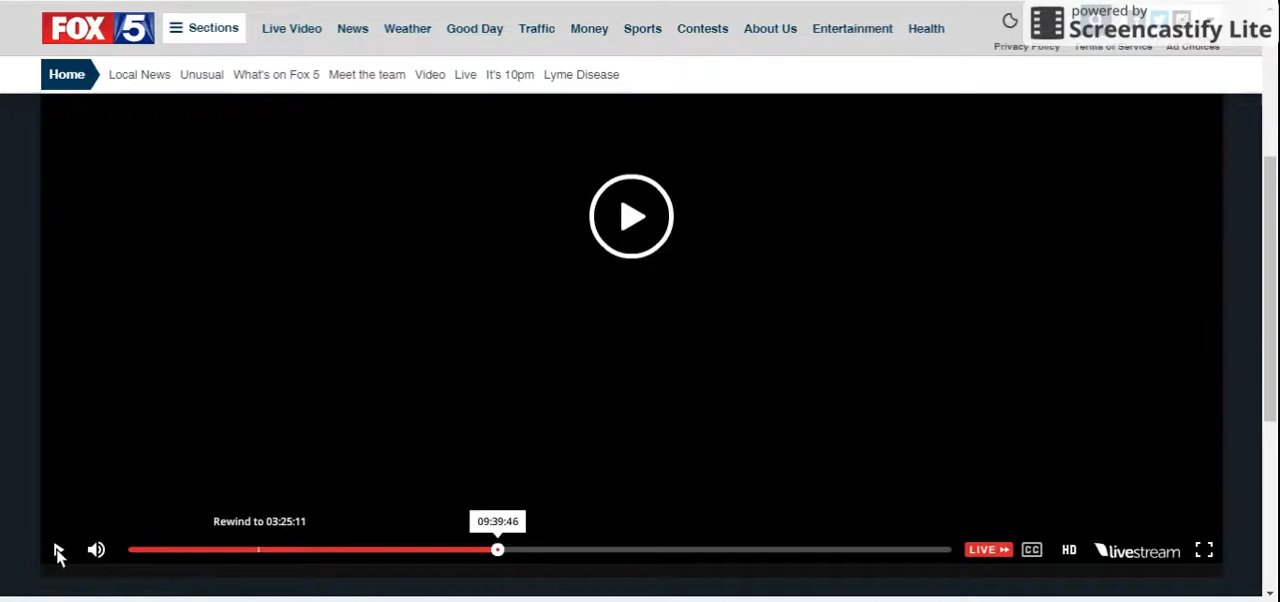 FOX 5 Sections Live Video News Weather Good Day Traffic Money Sports Contests About Us Entertainment Health
powered by
Screencastify Lite
Privacy Policy Terms of Service Ad Choices
Home Local News Unusual What's on Fox 5 Meet the team Video Live It's 10pm Lyme Disease
Rewind to 03:25:11 09:39:46
LIVE CC HD livestream